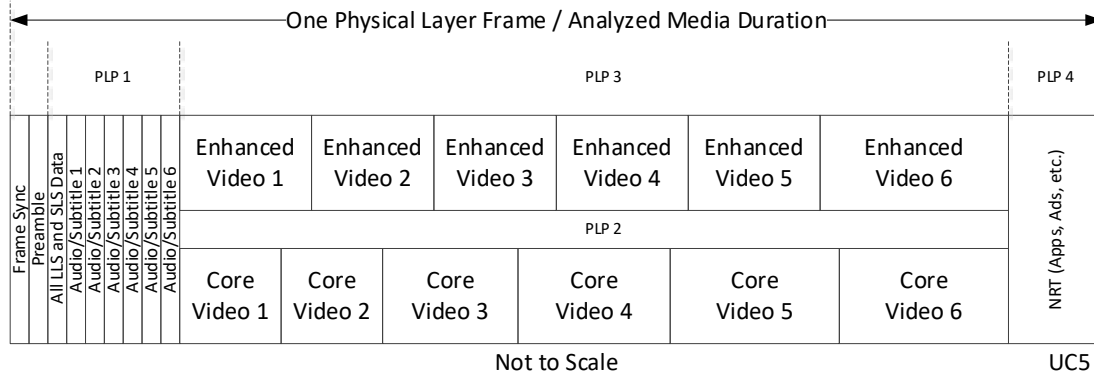 One Physical Layer Frame / Analyzed Media Duration
PLP 1
PLP 3
PLP 4
Frame Sync
Preamble
All LLS and SLS Data
Audio/Subtitle 1
Audio/Subtitle 2
Audio/Subtitle 3
Audio/Subtitle 4
Audio/Subtitle 5
Audio/Subtitle 6
Enhanced
Video 1
Enhanced
Video 2
Enhanced
Video 3
Enhanced
Video 4
Enhanced
Video 5
Enhanced
Video 6
PLP 2
Core
Video 1
Core
Video 2
Core
Video 3
Core
Video 4
Core
Video 5
Core
Video 6
NRT (Apps, Ads, etc.)
Not to Scale
UC5